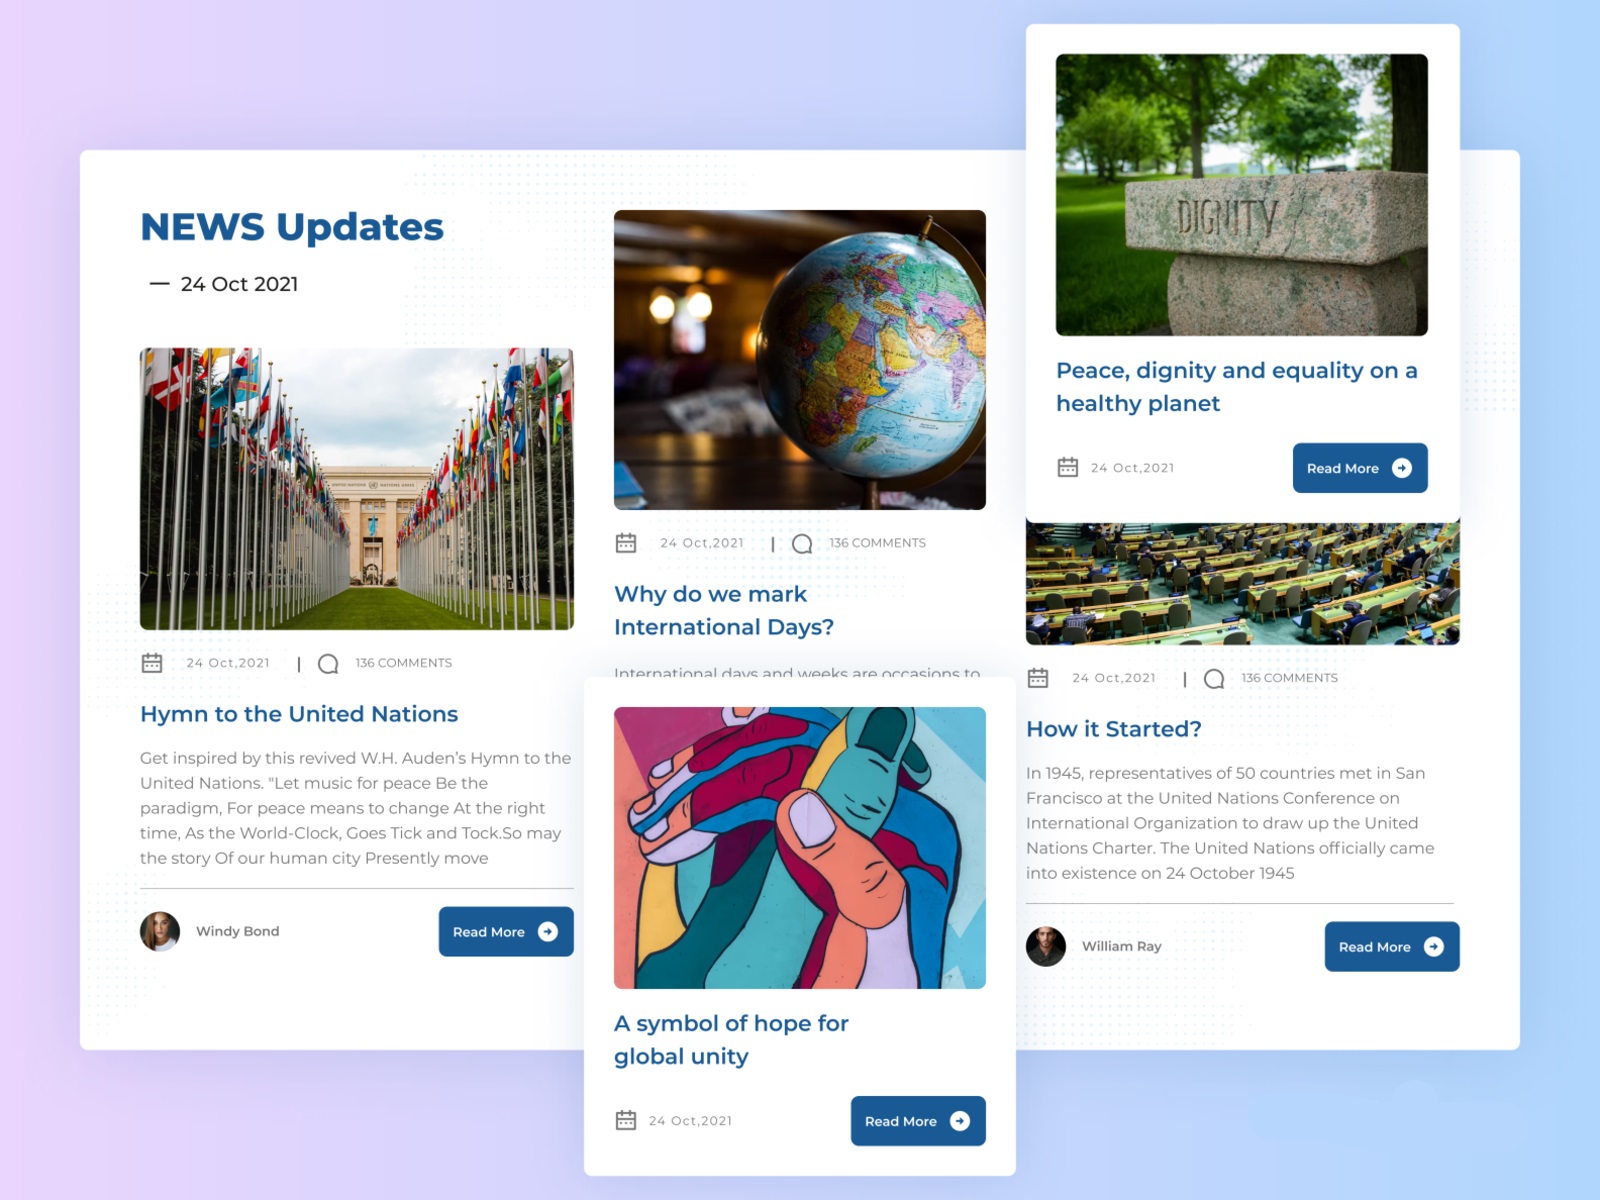 NEWS Updates
— 24 Oct 2021
UNITED NATIONS
NATIONS UNIES
24 Oct,2021 | 136 COMMENTS
Hymn to the United Nations
Get inspired by this revived W.H. Auden’s Hymn to the
United Nations. "Let music for peace Be the
paradigm, For peace means to change At the right
time, As the World-Clock, Goes Tick and Tock.So may
the story Of our human city Presently move
Windy Bond
Read More
24 Oct,2021 | 136 COMMENTS
Why do we mark
International Days?
International days and weeks are occasions to
A symbol of hope for
global unity
24 Oct,2021
Read More
DIGNITY
Peace, dignity and equality on a
healthy planet
24 Oct,2021
Read More
24 Oct,2021 | 136 COMMENTS
How it Started?
In 1945, representatives of 50 countries met in San
Francisco at the United Nations Conference on
International Organization to draw up the United
Nations Charter. The United Nations officially came
into existence on 24 October 1945
William Ray
Read More